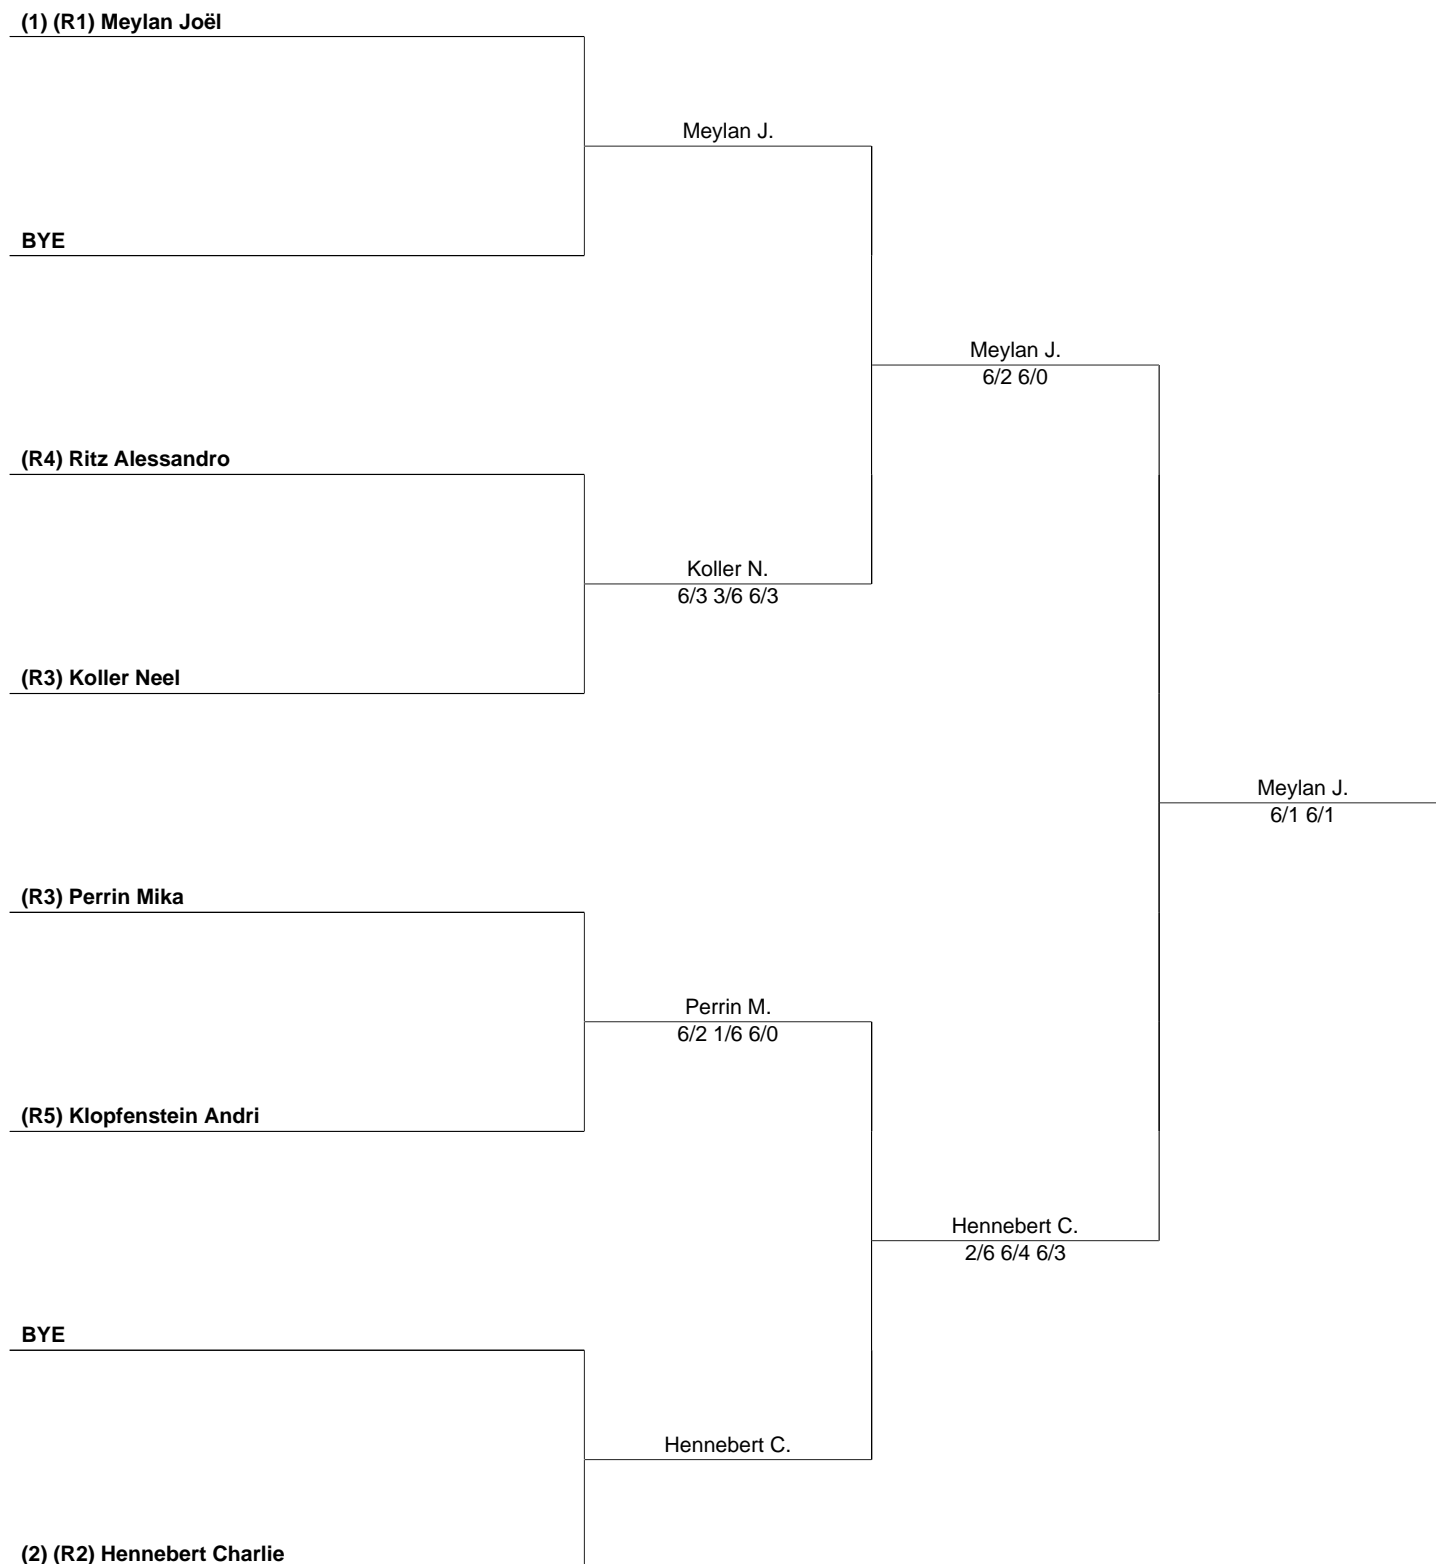 (1) (R1) Meylan Joël
Meylan J.
BYE
Meylan J.
6/2 6/0
(R4) Ritz Alessandro
Koller N.
6/3 3/6 6/3
(R3) Koller Neel
Meylan J.
6/1 6/1
(R3) Perrin Mika
Perrin M.
6/2 1/6 6/0
(R5) Klopfenstein Andri
Hennebert C.
2/6 6/4 6/3
BYE
Hennebert C.
(2) (R2) Hennebert Charlie